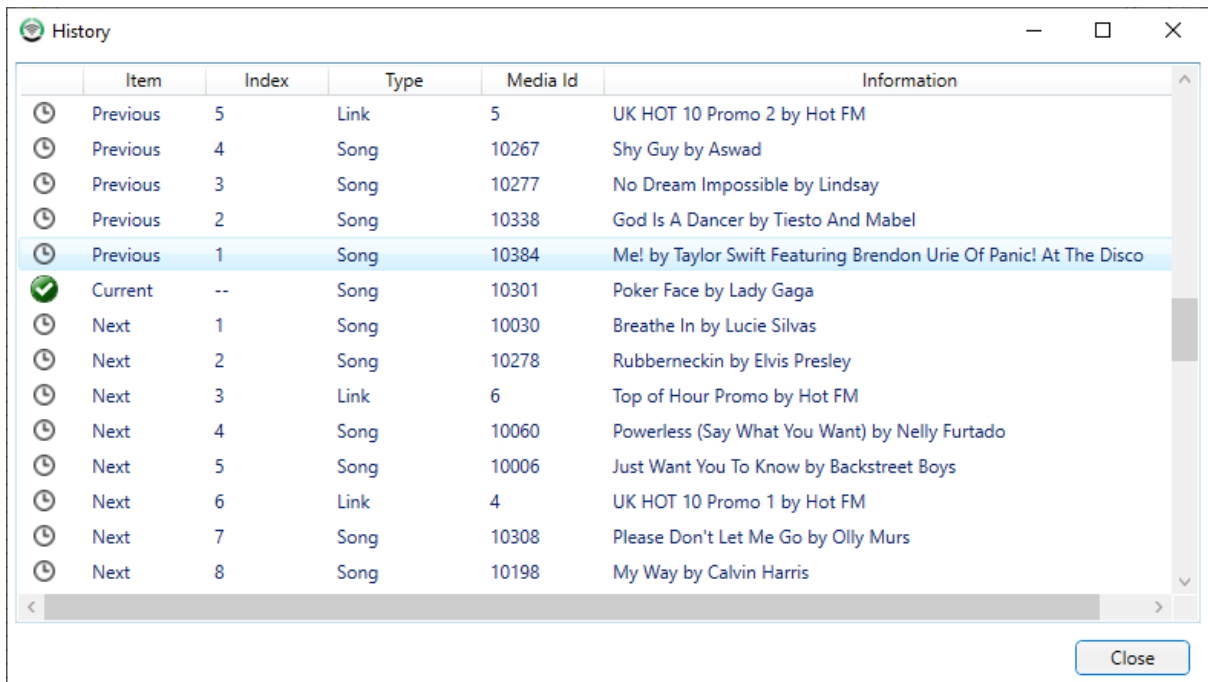 History
Item Index Type Media Id Information
Previous 5 Link 5 UK HOT 10 Promo 2 by Hot FM
Previous 4 Song 10267 Shy Guy by Aswad
Previous 3 Song 10277 No Dream Impossible by Lindsay
Previous 2 Song 10338 God Is A Dancer by Tiesto And Mabel
Previous 1 Song 10384 Me! by Taylor Swift Featuring Brendon Urie Of Panic! At The Disco
Current -- Song 10301 Poker Face by Lady Gaga
Next 1 Song 10030 Breathe In by Lucie Silvas
Next 2 Song 10278 Rubberneckin by Elvis Presley
Next 3 Link 6 Top of Hour Promo by Hot FM
Next 4 Song 10060 Powerless (Say What You Want) by Nelly Furtado
Next 5 Song 10006 Just Want You To Know by Backstreet Boys
Next 6 Link 4 UK HOT 10 Promo 1 by Hot FM
Next 7 Song 10308 Please Don't Let Me Go by Olly Murs
Next 8 Song 10198 My Way by Calvin Harris
Close